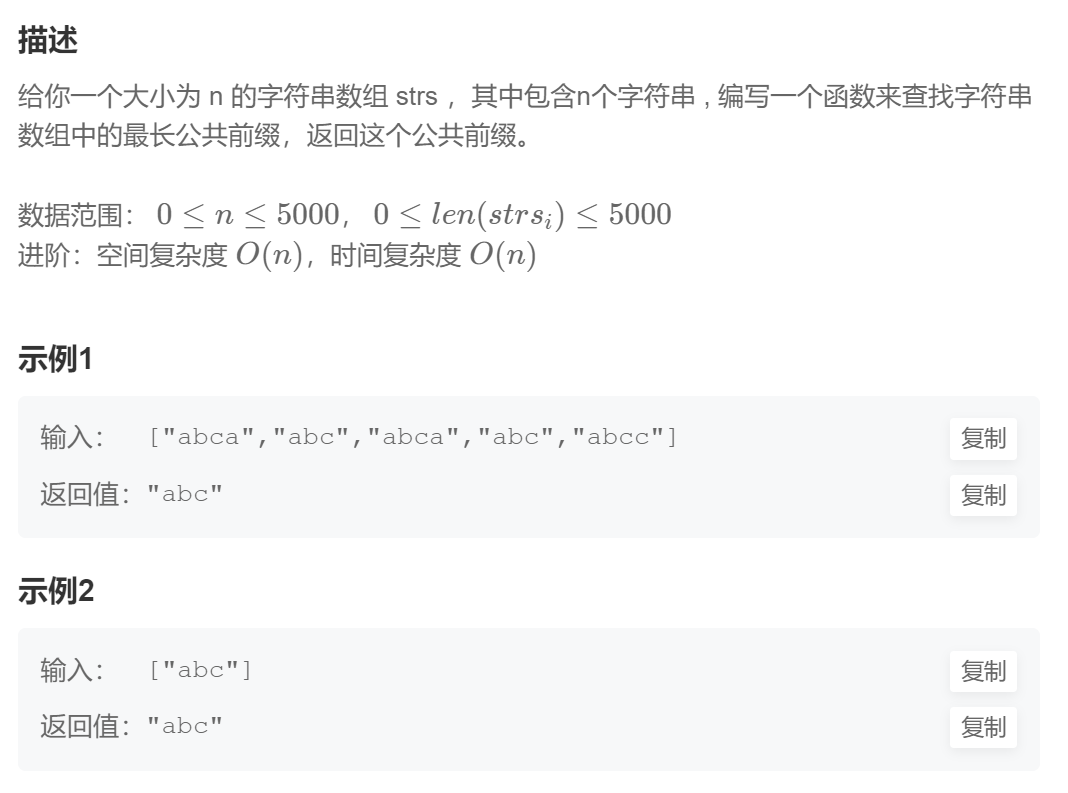 描述
给你一个大小为 n 的字符串数组 strs ，其中包含n个字符串 , 编写一个函数来查找字符串
数组中的最长公共前缀，返回这个公共前缀。
数据范围： 0 ≤ n ≤ 5000， 0 ≤ len(strsᵢ) ≤ 5000
进阶：空间复杂度 O(n)，时间复杂度 O(n)
示例1
输入： ["abca","abc","abca","abc","abcc"] 复制
返回值："abc" 复制
示例2
输入： ["abc"] 复制
返回值："abc" 复制